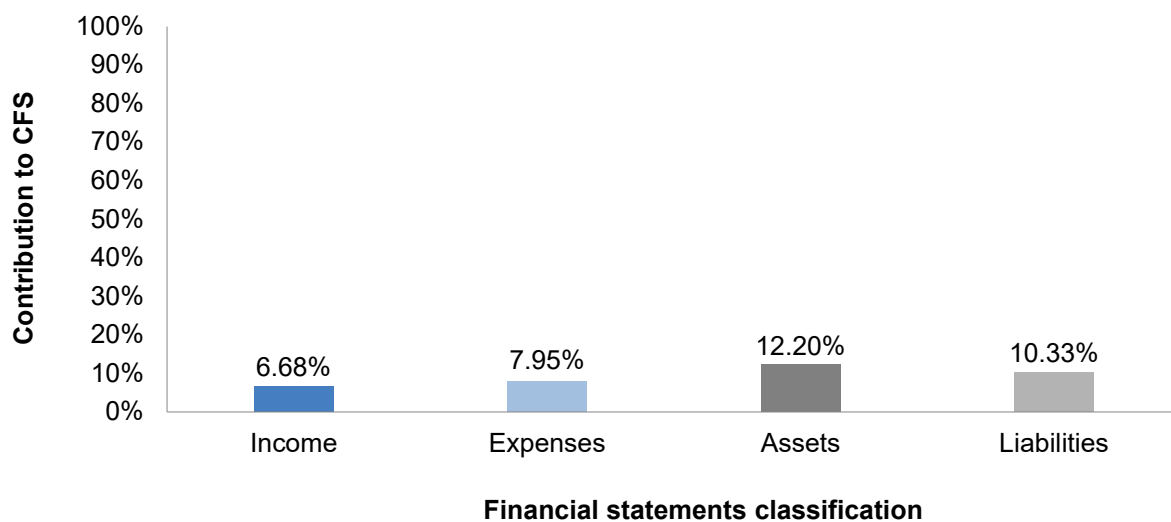 Contribution to CFS
100%
90%
80%
70%
60%
50%
40%
30%
20%
10%
0%
6.68%
7.95%
12.20%
10.33%
Income
Expenses
Assets
Liabilities
Financial statements classification